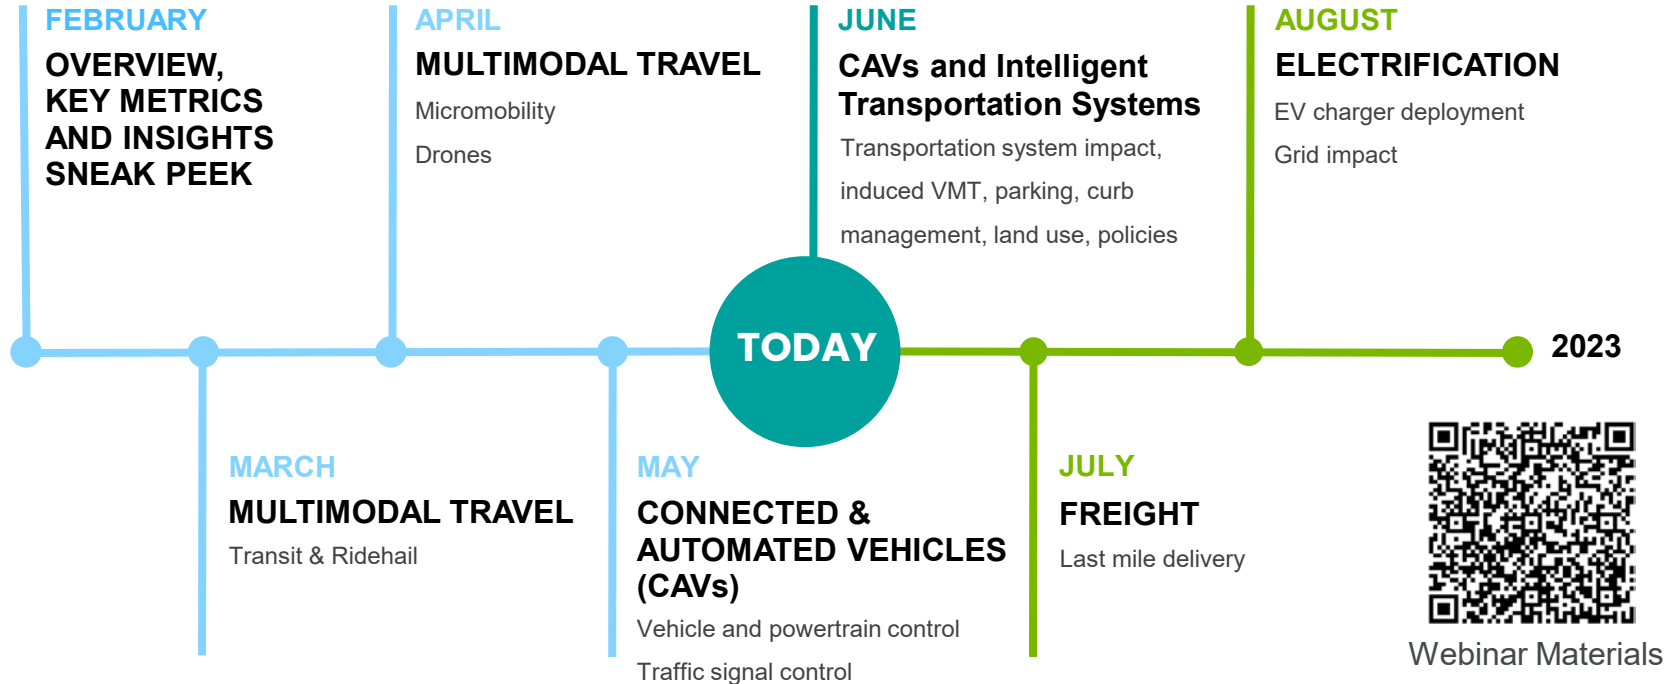 FEBRUARY
OVERVIEW,
KEY METRICS
AND INSIGHTS
SNEAK PEEK
APRIL
MULTIMODAL TRAVEL
Micromobility
Drones
JUNE
CAVs and Intelligent
Transportation Systems
Transportation system impact,
induced VMT, parking, curb
management, land use, policies
AUGUST
ELECTRIFICATION
EV charger deployment
Grid impact
TODAY
2023
MARCH
MULTIMODAL TRAVEL
Transit & Ridehail
MAY
CONNECTED &
AUTOMATED VEHICLES
(CAVs)
Vehicle and powertrain control
Traffic signal control
JULY
FREIGHT
Last mile delivery
Webinar Materials